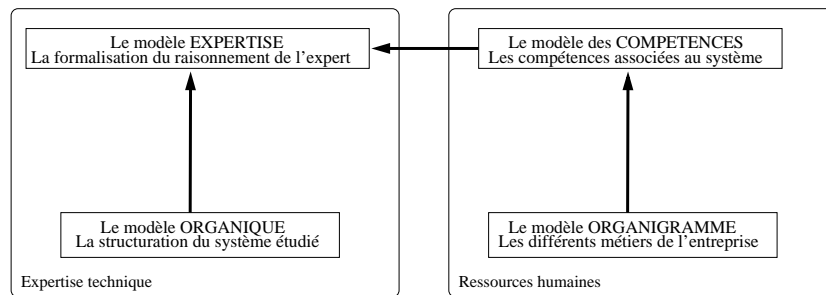 Le modèle EXPERTISE
La formalisation du raisonnement de l'expert
Le modèle des COMPETENCES
Les compétences associées au système
Le modèle ORGANIQUE
La structuration du système étudié
Le modèle ORGANIGRAMME
Les différents métiers de l'entreprise
Expertise technique
Ressources humaines